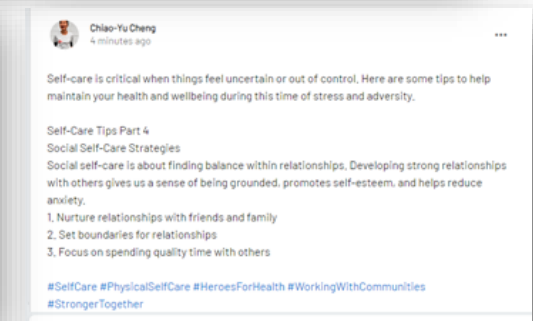 Chiao-Yu Cheng
4 minutes ago
Self-care is critical when things feel uncertain or out of control. Here are some tips to help
maintain your health and wellbeing during this time of stress and adversity.
Self-Care Tips Part 4
Social Self-Care Strategies
Social self-care is about finding balance within relationships. Developing strong relationships
with others gives us a sense of being grounded, promotes self-esteem, and helps reduce
anxiety.
1. Nurture relationships with friends and family
2. Set boundaries for relationships
3. Focus on spending quality time with others
#SelfCare #PhysicalSelfCare #HeroesForHealth #WorkingWithCommunities
#StrongerTogether